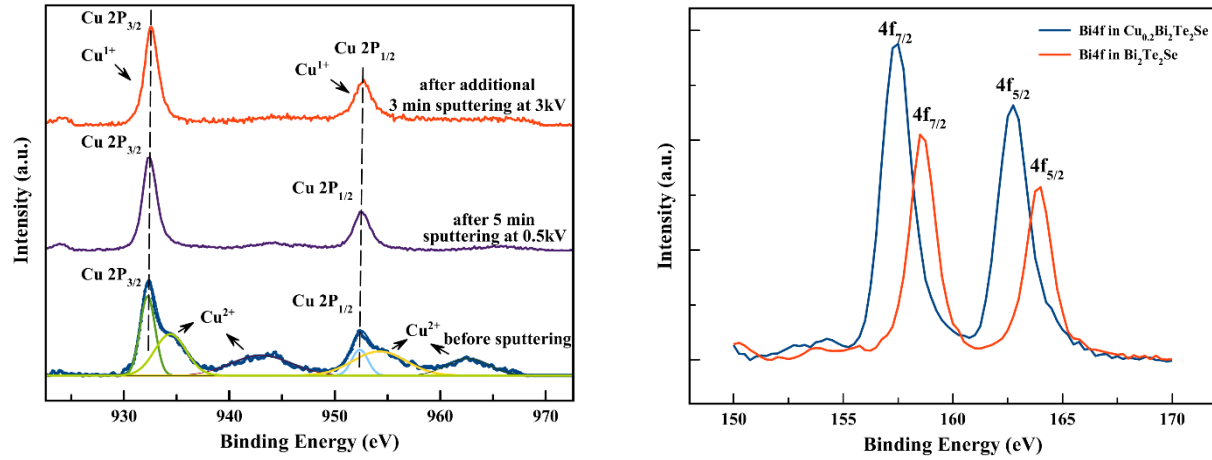 Cu 2P3/2
Cu1+
Cu 2P1/2
Cu1+
after additional
3 min sputtering at 3kV
Cu 2P3/2
Cu 2P1/2
after 5 min
sputtering at 0.5kV
Cu 2P3/2
Cu2+
Cu 2P1/2
Cu2+
before sputtering
930 940 950 960 970
Binding Energy (eV)
Intensity (a.u.)
4f7/2
Bi4f in Cu0.2Bi2Te2Se
Bi4f in Bi2Te2Se
4f5/2
4f7/2
4f5/2
150 155 160 165 170
Binding Energy (eV)
Intensity (a.u.)